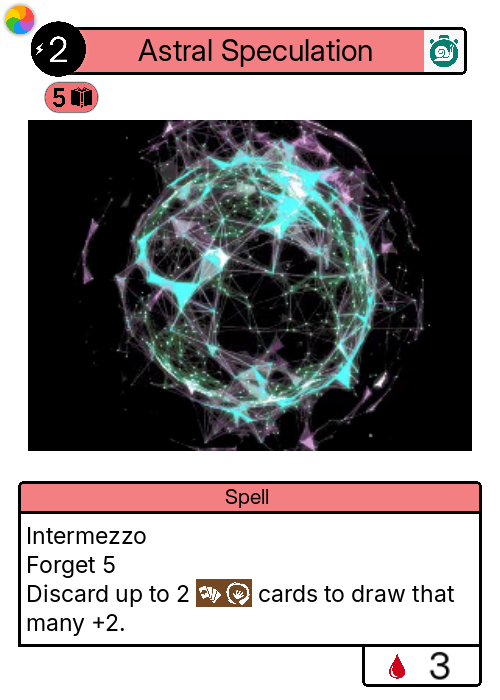 2
Astral Speculation
5
Spell
Intermezzo
Forget 5
Discard up to 2 cards to draw that
many +2.
3